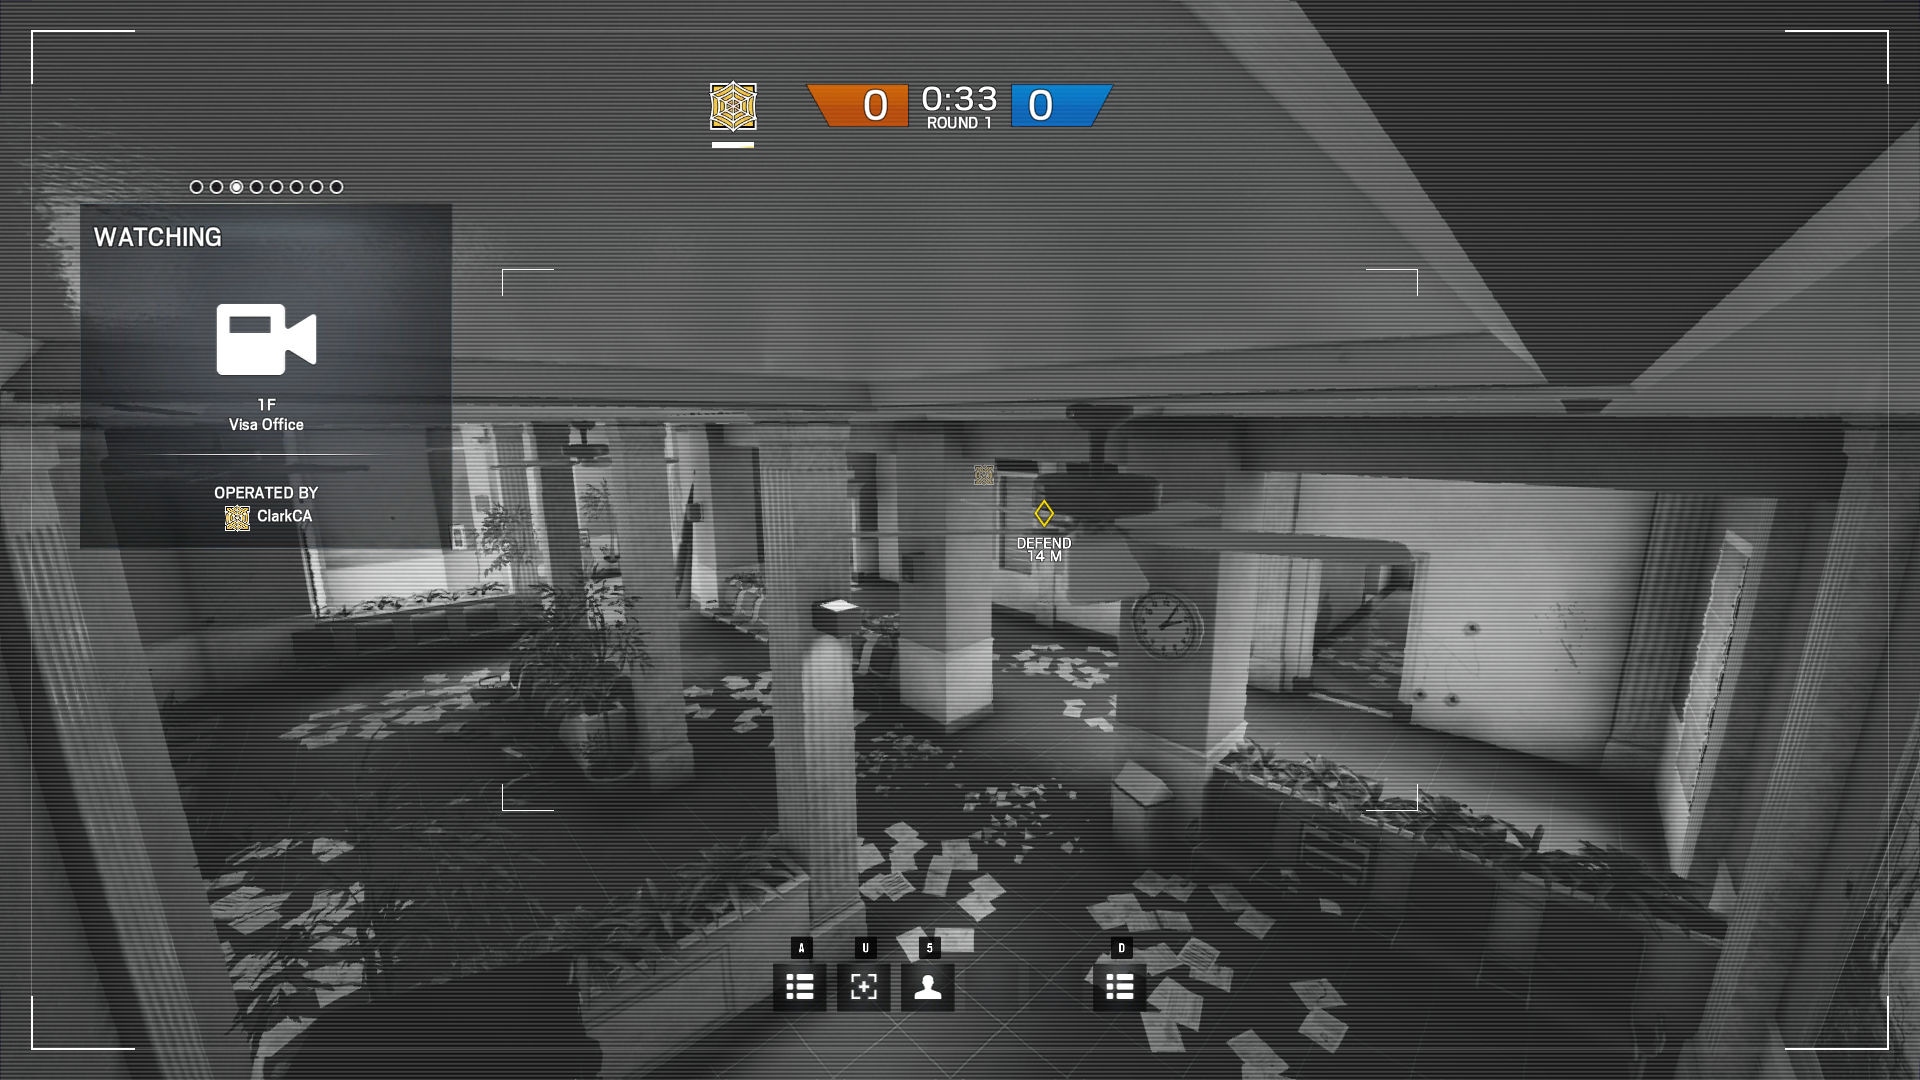 0
0:33
0
ROUND 1
WATCHING
1F
Visa Office
OPERATED BY
ClarkCA
DEFEND
14 M
A
U
5
D